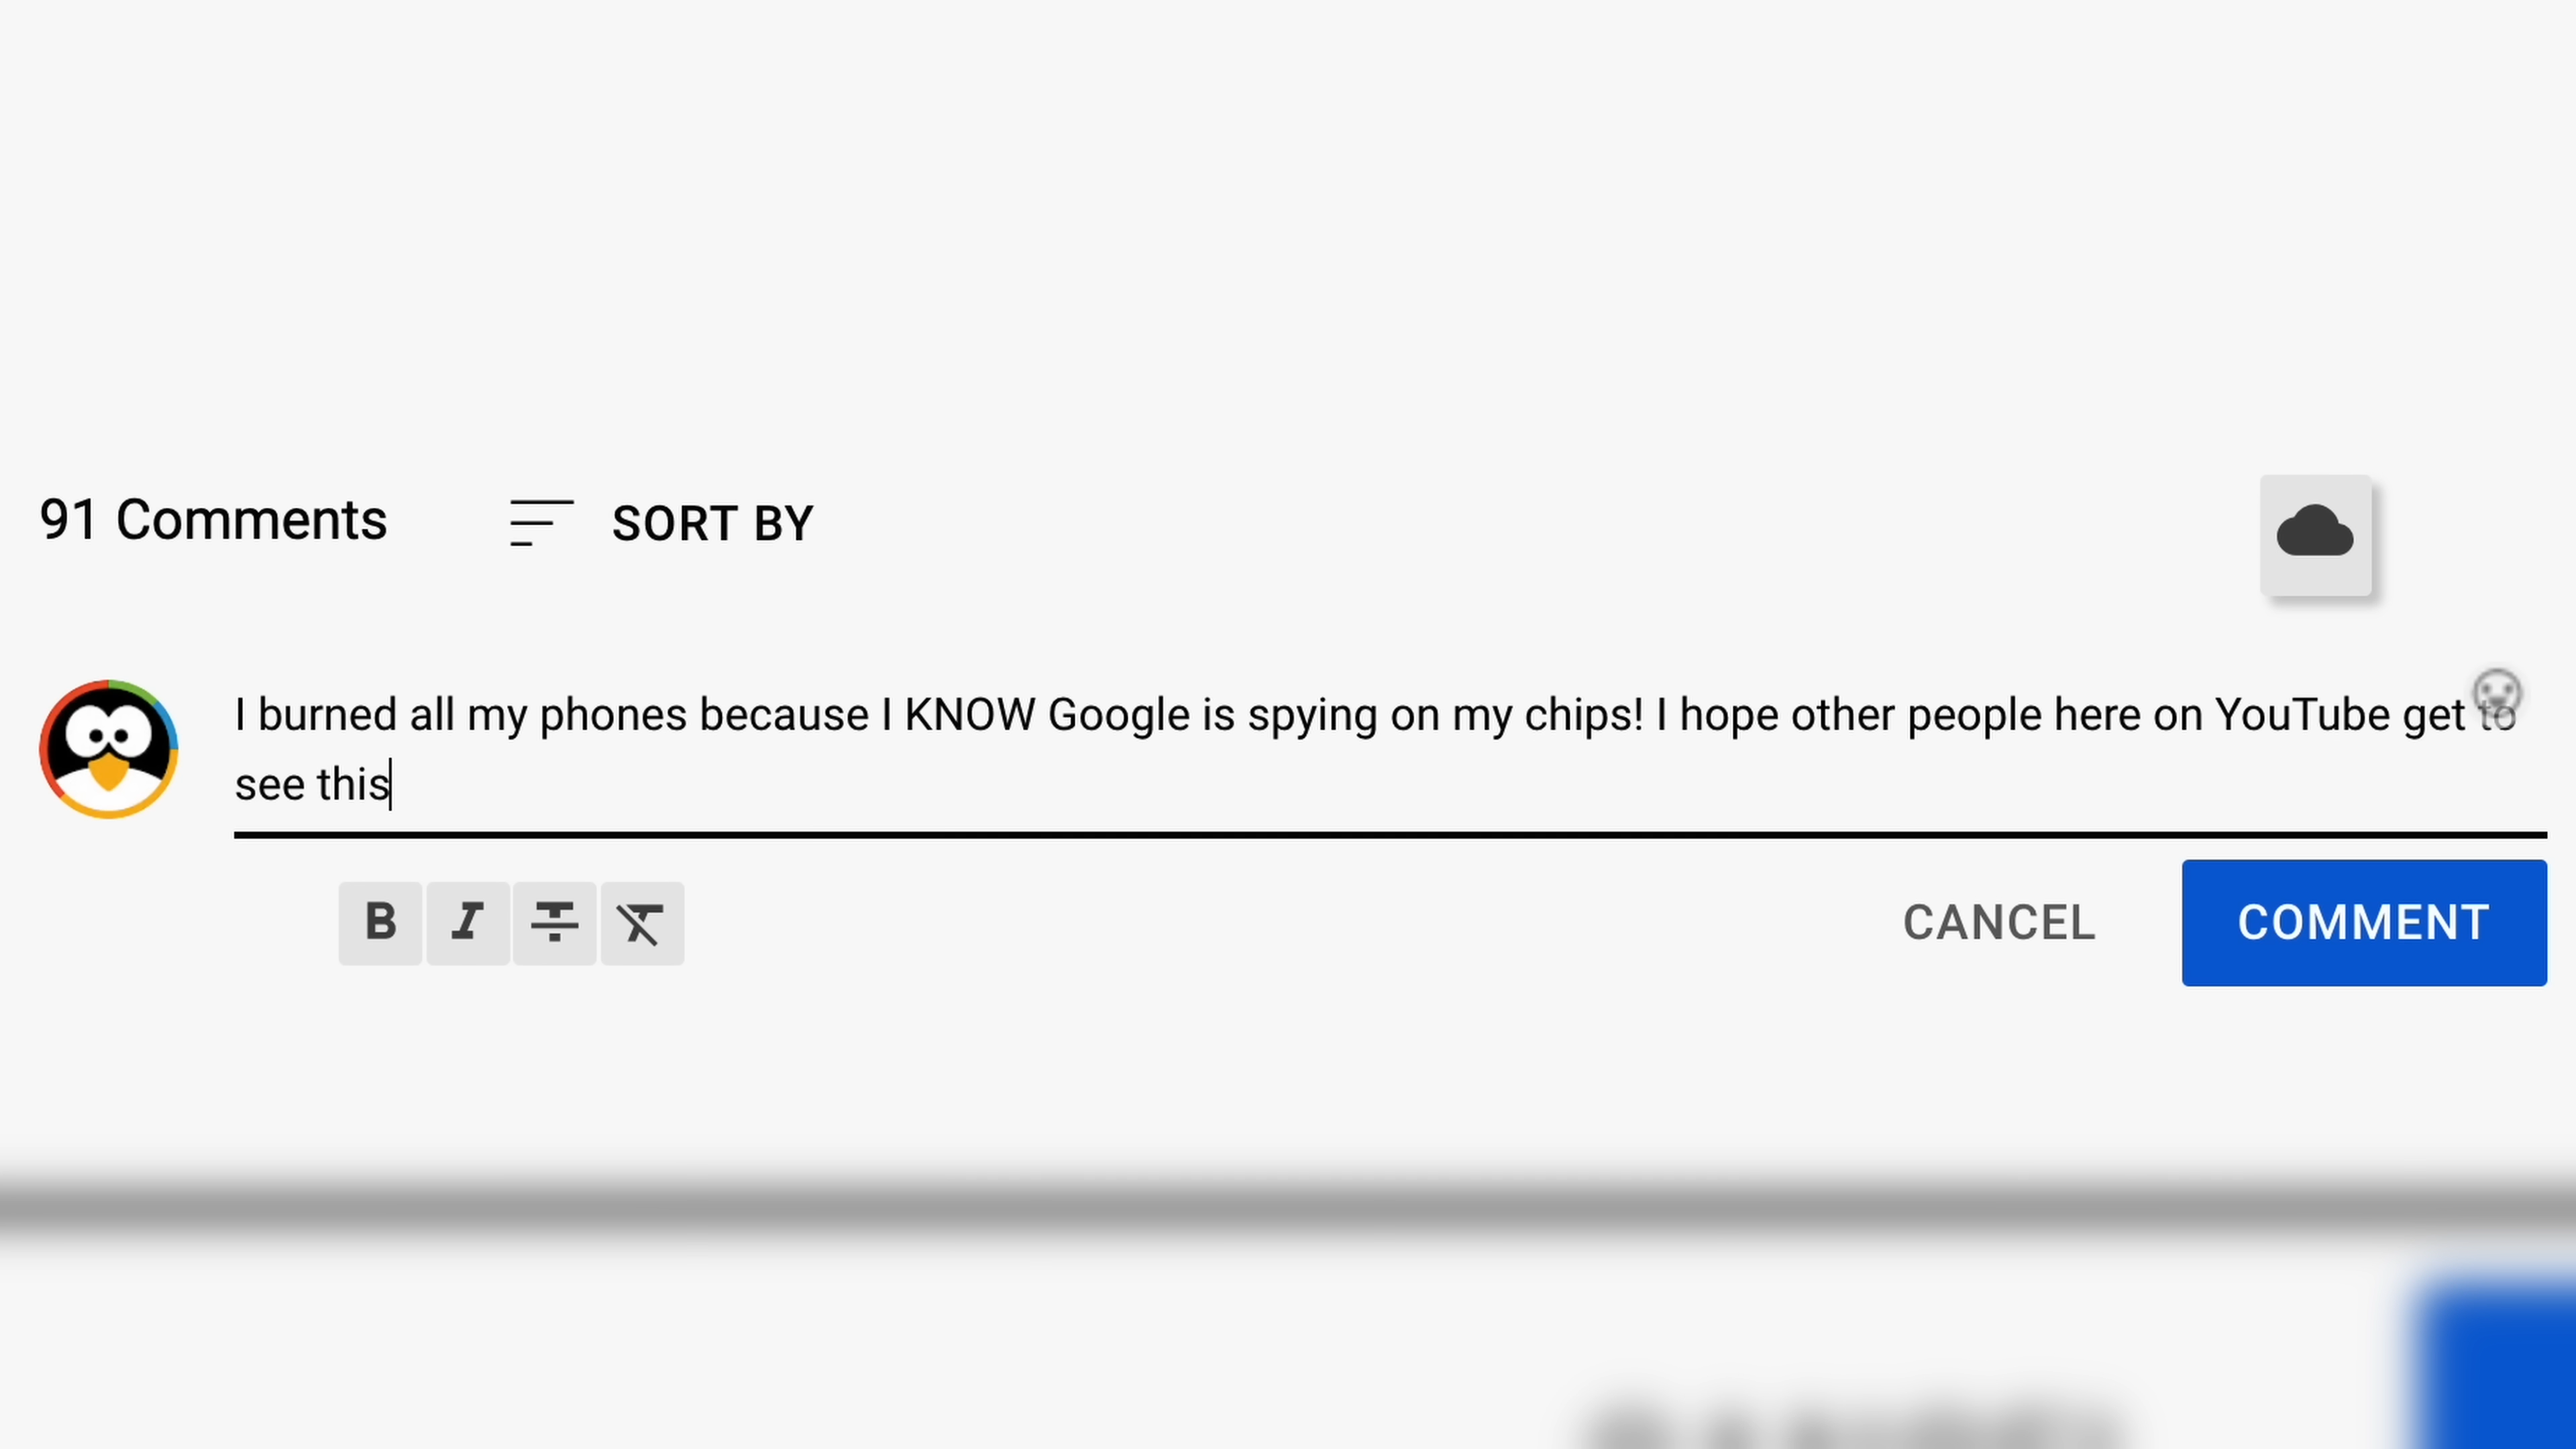 91 Comments SORT BY
I burned all my phones because I KNOW Google is spying on my chips! I hope other people here on YouTube get to
see this
B I CANCEL COMMENT